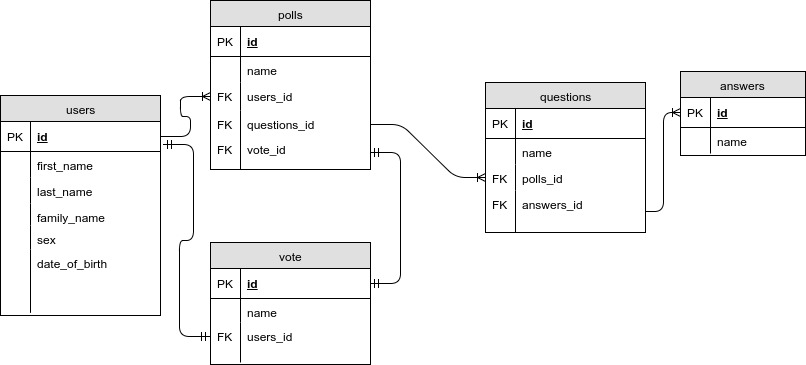 polls
PK id
name
FK users_id
FK questions_id
FK vote_id
users
PK id
first_name
last_name
family_name
sex
date_of_birth
vote
PK id
name
FK users_id
questions
PK id
name
FK polls_id
FK answers_id
answers
PK id
name